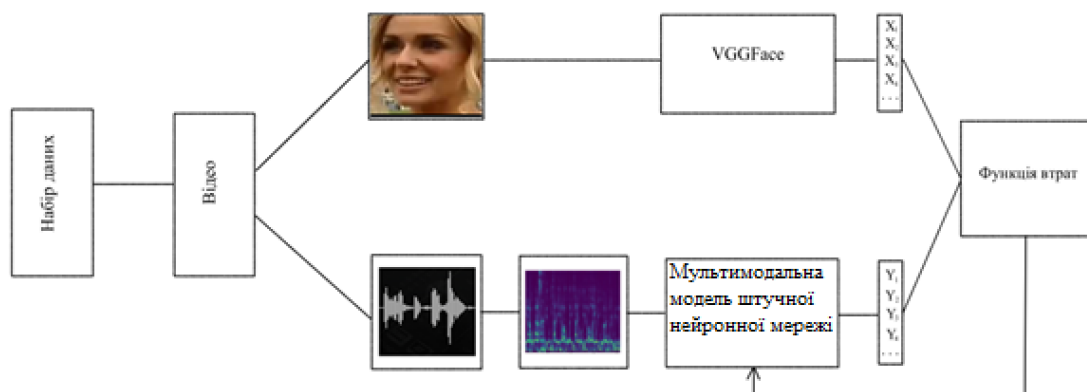 Набір даних
Відео
VGGFace
X₁
X₂
X₃
X₄
...
Функція втрат
Мультимодальна
модель штучної
нейронної мережі
Y₁
Y₂
Y₃
Y₄
...